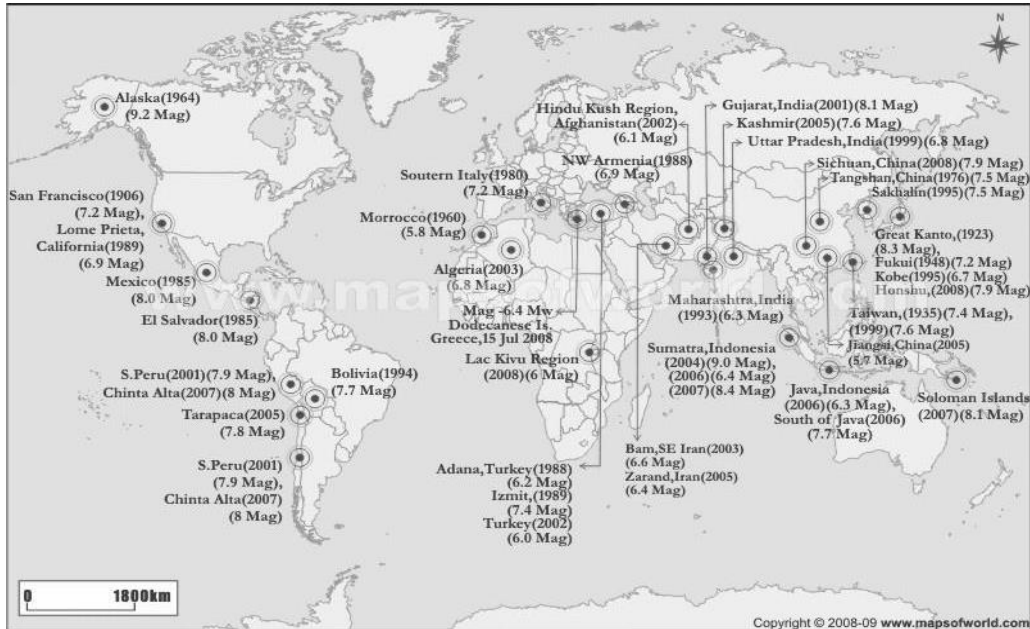 N
Alaska(1964)
(9.2 Mag)
San Francisco(1906)
(7.2 Mag),
Lome Prieta,
California(1989)
(6.9 Mag)
Mexico(1985)
(8.0 Mag)
El Salvador(1985)
(8.0 Mag)
S.Peru(2001)(7.9 Mag),
Chinta Alta(2007)(8 Mag)
Bolivia(1994)
(7.7 Mag)
Tarapaca(2005)
(7.8 Mag)
S.Peru(2001)
(7.9 Mag),
Chinta Alta(2007)
(8 Mag)
Hindu Kush Region,
Afghanistan(2002)
(6.1 Mag)
NW Armenia(1988)
(6.9 Mag)
Soutern Italy(1980)
(7.2 Mag)
Morrocco(1960)
(5.8 Mag)
Algeria(2003)
(6.8 Mag)
Mag -6.4 Mw
Dodecanese Is.
Greece,15 Jul 2008
Lac Kivu Region
(2008)(6 Mag)
Adana,Turkey(1988)
(6.2 Mag)
Izmit,(1989)
(7.4 Mag)
Turkey(2002)
(6.0 Mag)
Gujarat,India(2001)(8.1 Mag)
Kashmir(2005)(7.6 Mag)
Uttar Pradesh,India(1999)(6.8 Mag)
Sichuan,China(2008)(7.9 Mag)
Tangshan,China(1976)(7.5 Mag)
Sakhalin(1995)(7.5 Mag)
Great Kanto,(1923)
(8.3 Mag),
Fukui(1948)(7.2 Mag)
Kobe(1995)(6.7 Mag)
Honshu,(2008)(7.9 Mag)
Taiwan,(1935)(7.4 Mag),
(1999)(7.6 Mag)
Jiangsi,China(2005)
(5.7 Mag)
Maharashtra,India
(1993)(6.3 Mag)
Sumatra,Indonesia
(2004)(9.0 Mag),
(2006)(6.4 Mag)
(2007)(8.4 Mag)
Java,Indonesia
(2006)(6.3 Mag),
South of Java(2006)
(7.7 Mag)
Soloman Islands
(2007)(8.1 Mag)
Bam,SE Iran(2003)
(6.6 Mag)
Zarand,Iran(2005)
(6.4 Mag)
0 1800km
Copyright © 2008-09 www.mapsofworld.com